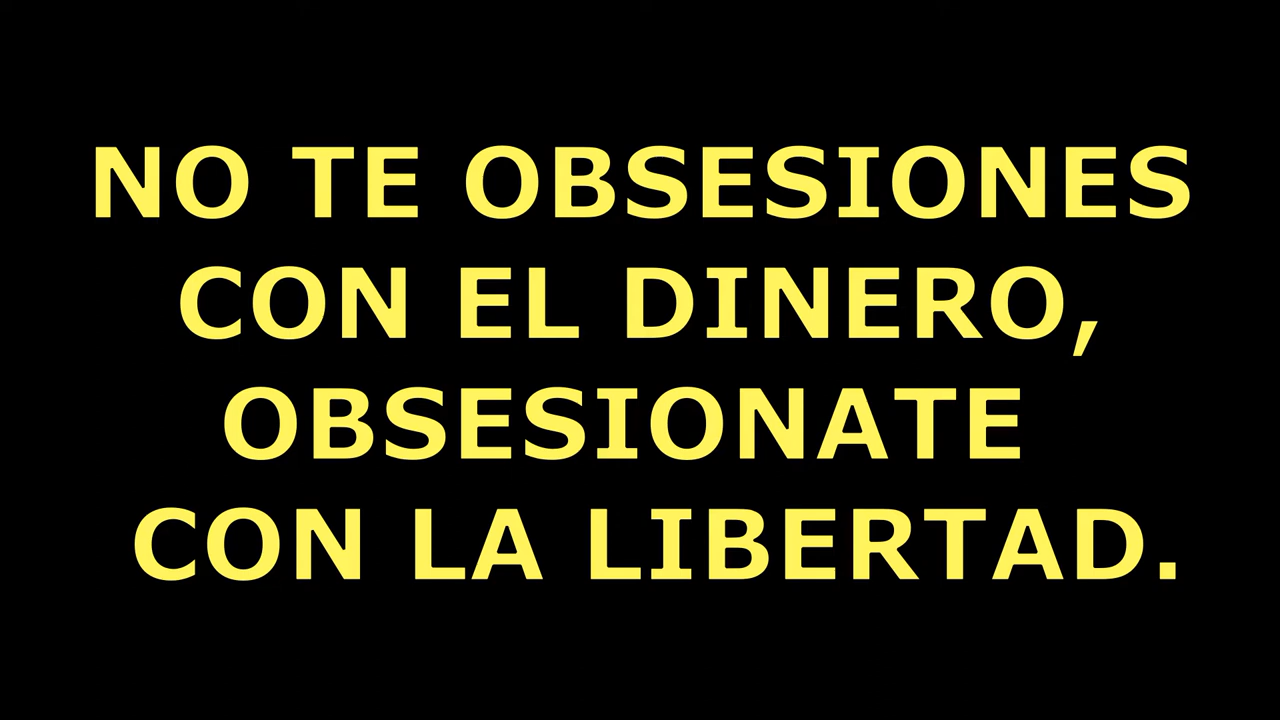 NO TE OBSESIONES
CON EL DINERO,
OBSESIONATE
CON LA LIBERTAD.